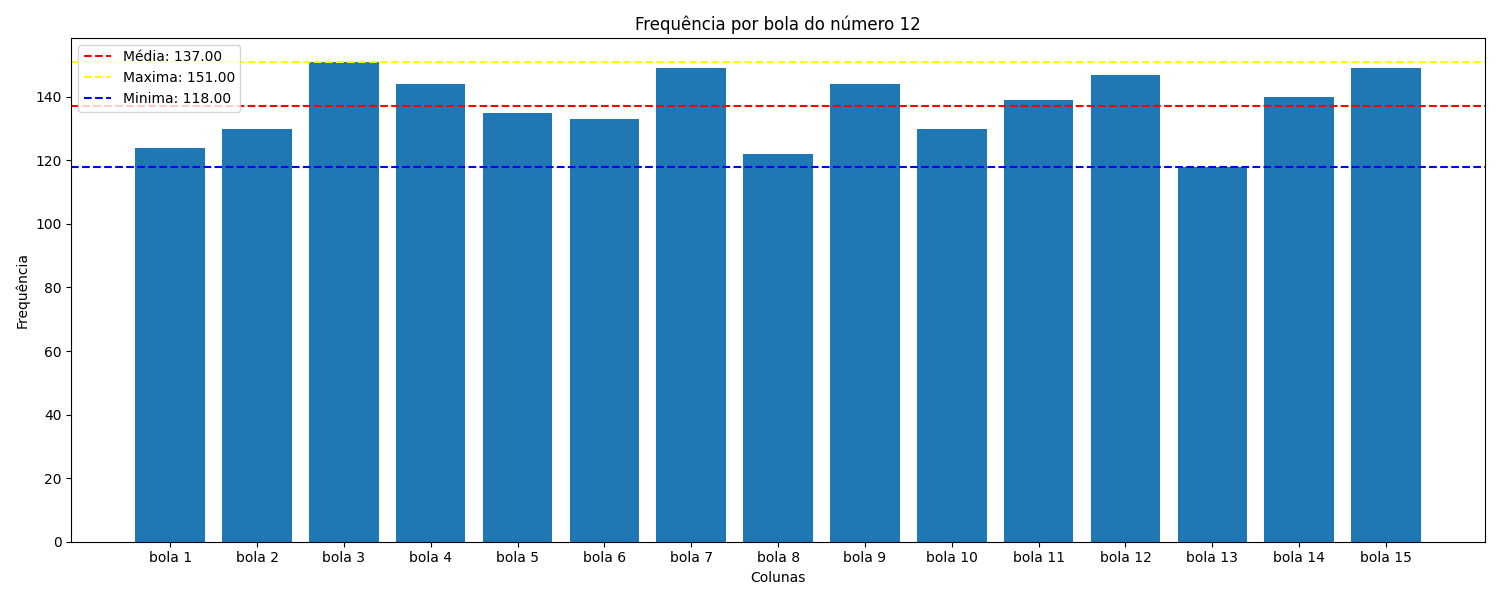 Frequência por bola do número 12
Média: 137.00
Maxima: 151.00
Minima: 118.00
Frequência
140
120
100
80
60
40
20
0
bola 1 bola 2 bola 3 bola 4 bola 5 bola 6 bola 7 bola 8 bola 9 bola 10 bola 11 bola 12 bola 13 bola 14 bola 15
Colunas